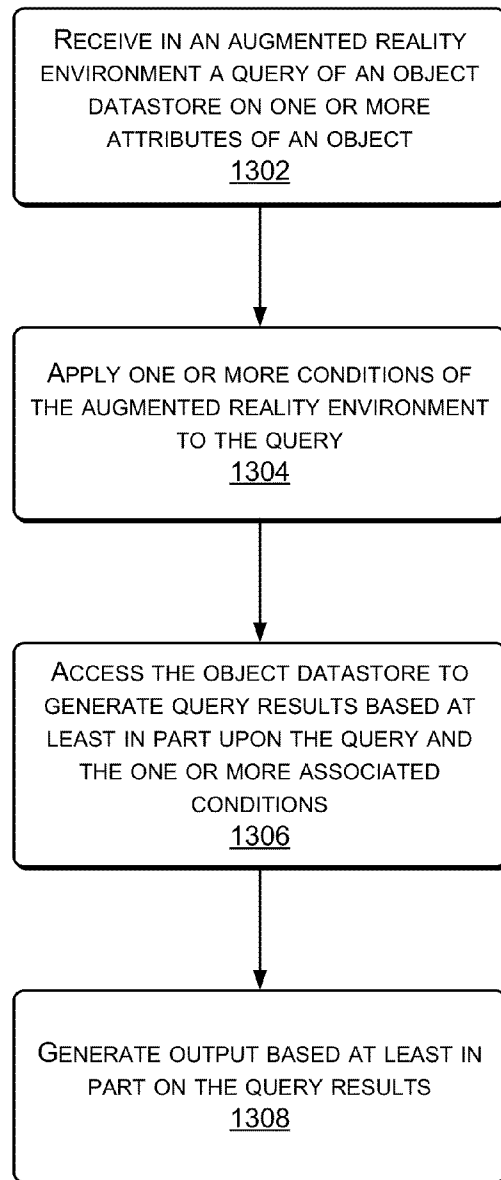 RECEIVE IN AN AUGMENTED REALITY
ENVIRONMENT A QUERY OF AN OBJECT
DATASTORE ON ONE OR MORE
ATTRIBUTES OF AN OBJECT
1302
APPLY ONE OR MORE CONDITIONS OF
THE AUGMENTED REALITY ENVIRONMENT
TO THE QUERY
1304
ACCESS THE OBJECT DATASTORE TO
GENERATE QUERY RESULTS BASED AT
LEAST IN PART UPON THE QUERY AND
THE ONE OR MORE ASSOCIATED
CONDITIONS
1306
GENERATE OUTPUT BASED AT LEAST IN
PART ON THE QUERY RESULTS
1308